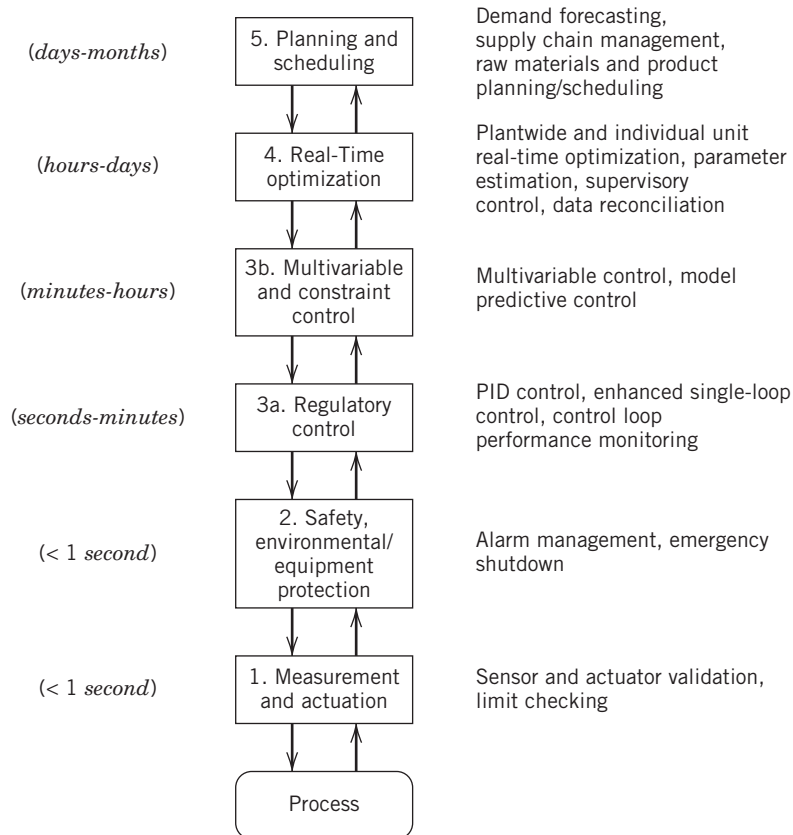 (days-months)
5. Planning and
scheduling
Demand forecasting,
supply chain management,
raw materials and product
planning/scheduling
(hours-days)
4. Real-Time
optimization
Plantwide and individual unit
real-time optimization, parameter
estimation, supervisory
control, data reconciliation
(minutes-hours)
3b. Multivariable
and constraint
control
Multivariable control, model
predictive control
(seconds-minutes)
3a. Regulatory
control
PID control, enhanced single-loop
control, control loop
performance monitoring
(< 1 second)
2. Safety,
environmental/
equipment
protection
Alarm management, emergency
shutdown
(< 1 second)
1. Measurement
and actuation
Sensor and actuator validation,
limit checking
Process